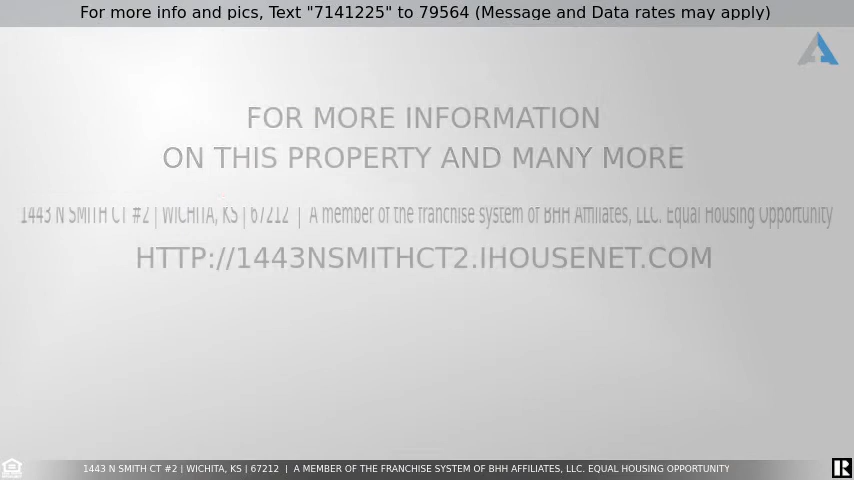 For more info and pics, Text "7141225" to 79564 (Message and Data rates may apply)
FOR MORE INFORMATION
ON THIS PROPERTY AND MANY MORE
1443 N SMITH CT #2 | WICHITA, KS | 67212 | A member of the franchise system of BHH Affiliates, LLC. Equal Housing Opportunity
HTTP://1443NSMITHCT2.IHOUSENET.COM
1443 N SMITH CT #2 | WICHITA, KS | 67212 | A MEMBER OF THE FRANCHISE SYSTEM OF BHH AFFILIATES, LLC. EQUAL HOUSING OPPORTUNITY